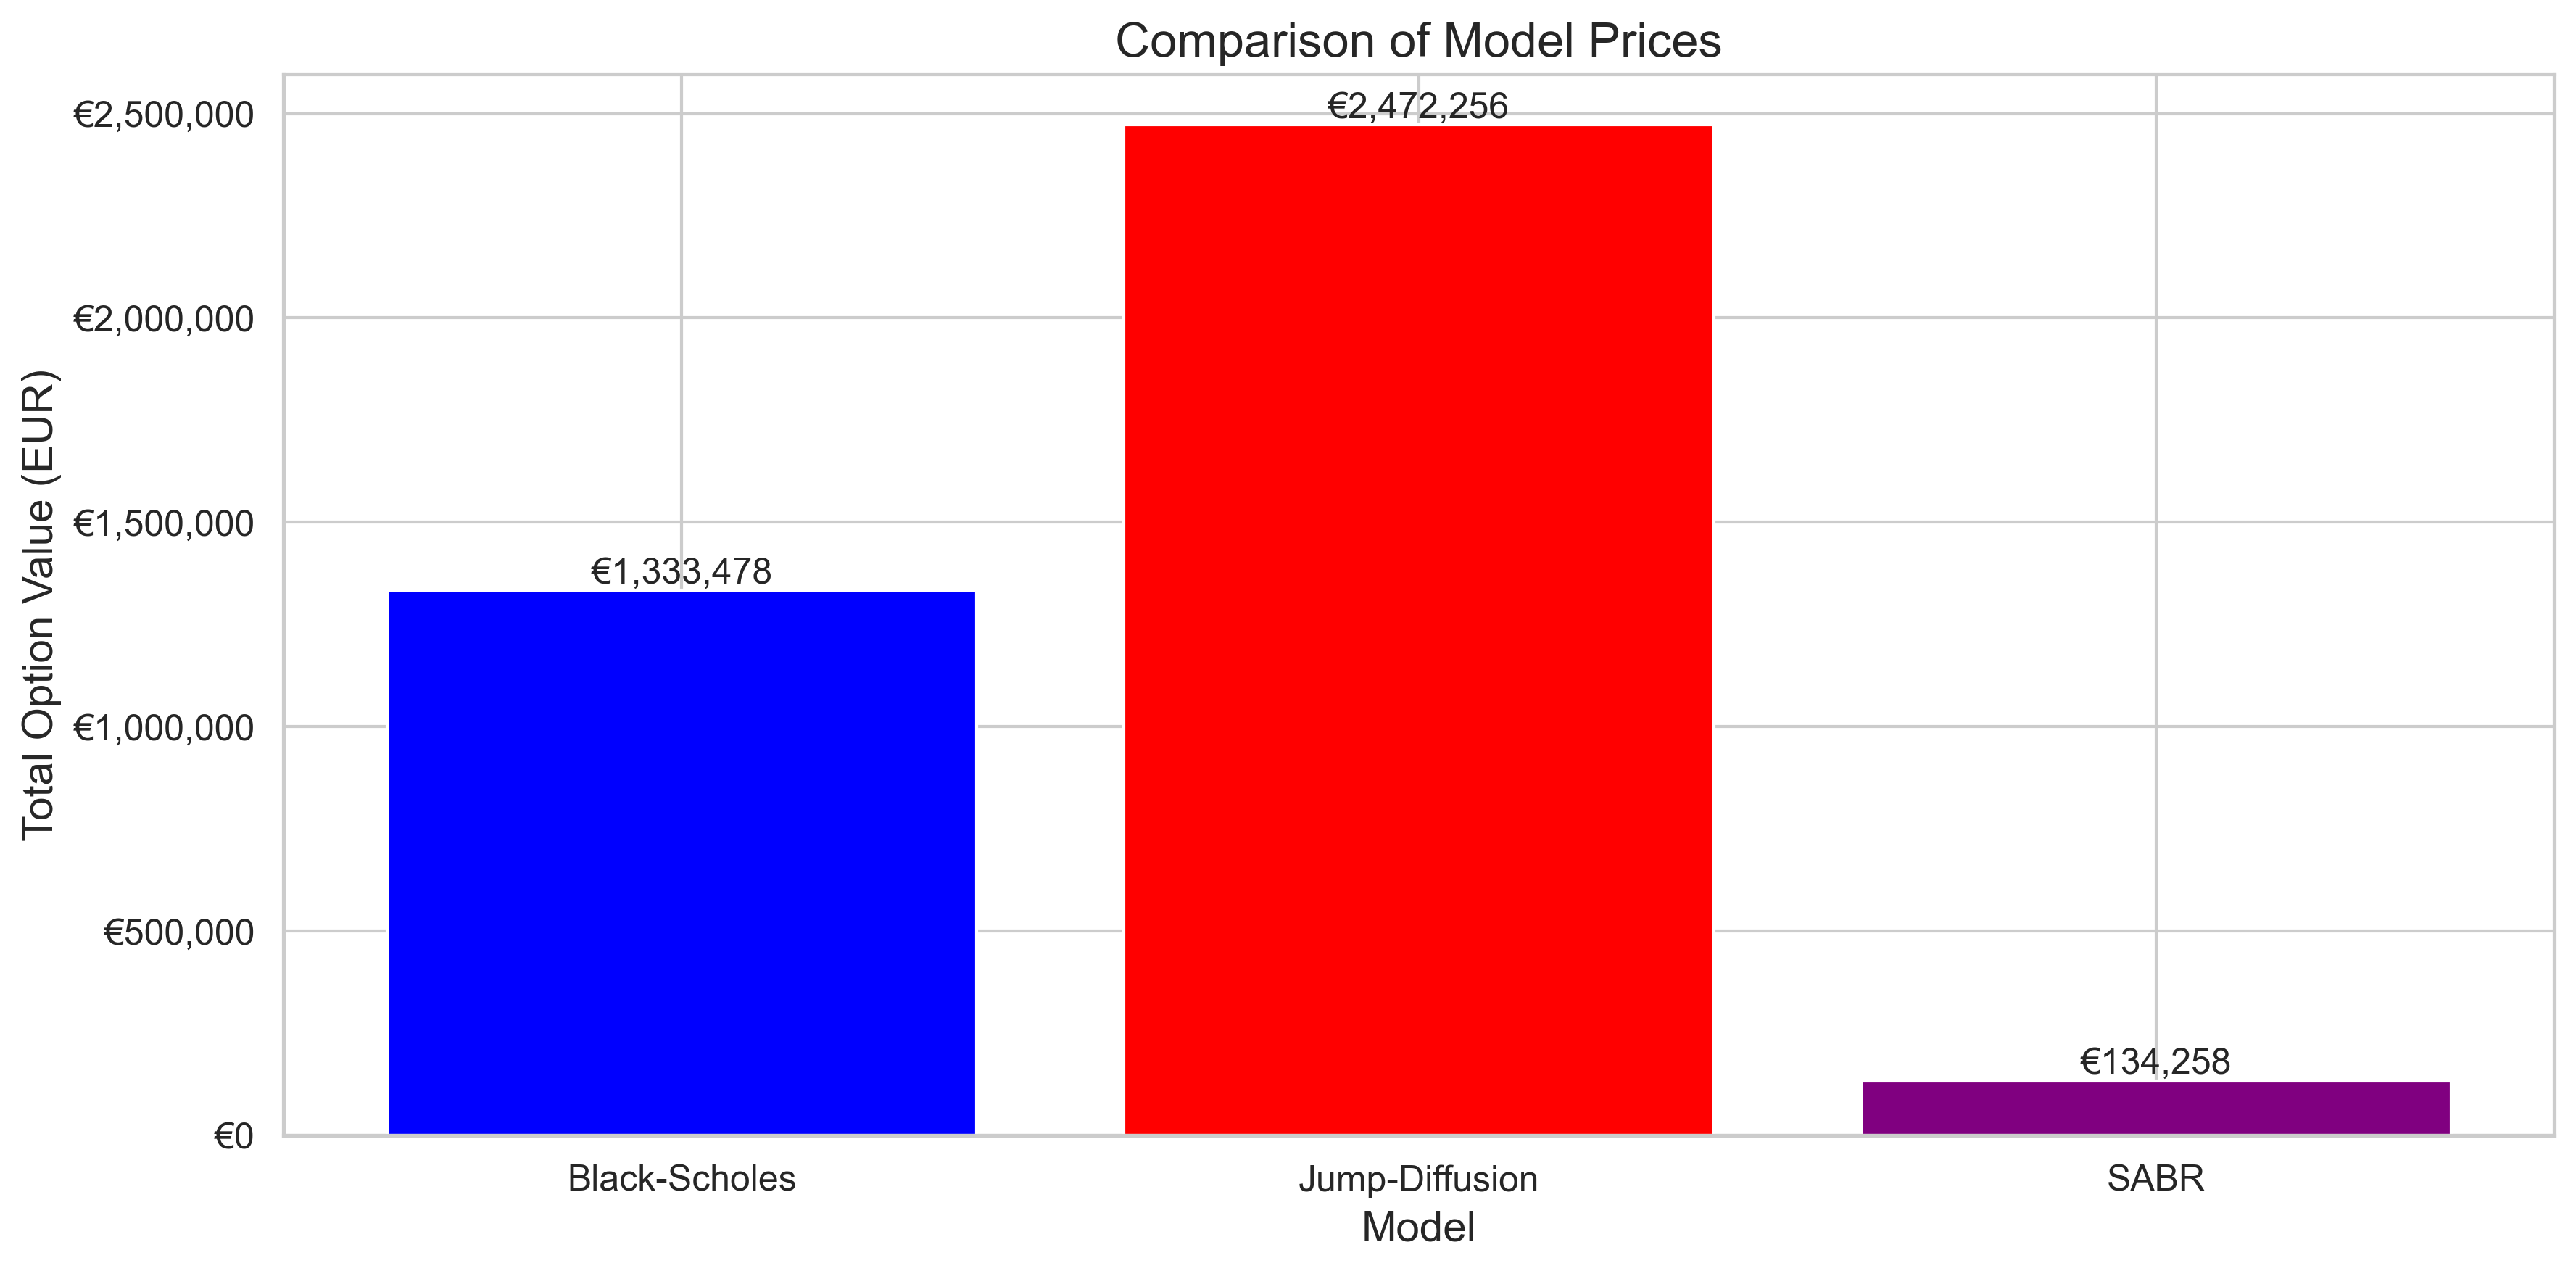 Comparison of Model Prices
Total Option Value (EUR)
€2,500,000
€2,000,000
€1,500,000
€1,000,000
€500,000
€0
€1,333,478
€2,472,256
€134,258
Black-Scholes
Jump-Diffusion
SABR
Model